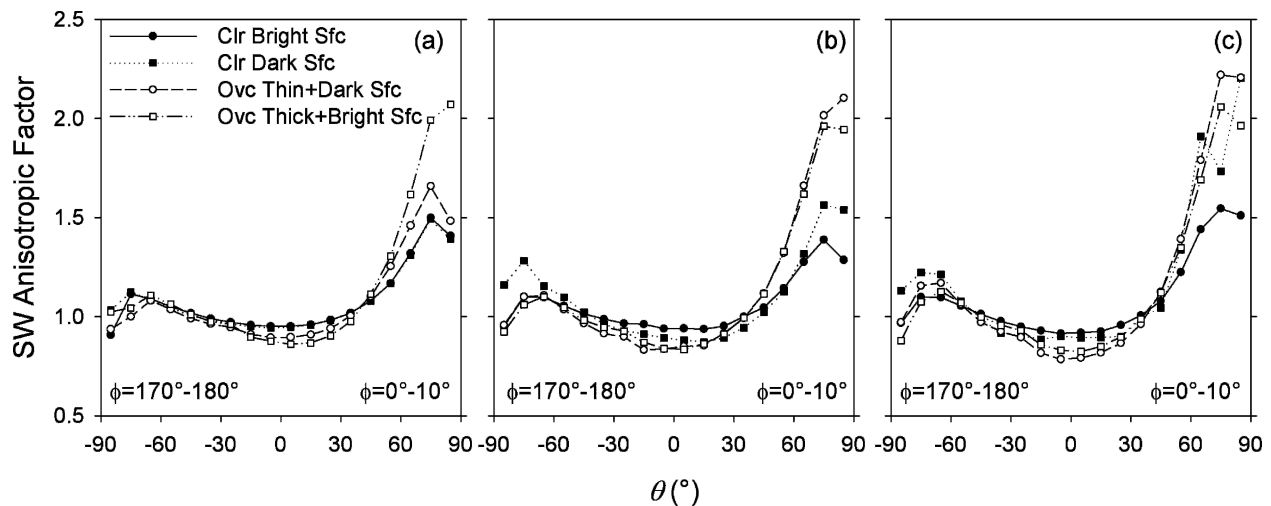 SW Anisotropic Factor
2.5
2.0
1.5
1.0
0.5
Clr Bright Sfc
Clr Dark Sfc
Ovc Thin+Dark Sfc
Ovc Thick+Bright Sfc
(a)
ϕ=170°-180°
ϕ=0°-10°
-90 -60 -30 0 30 60 90
(b)
ϕ=170°-180°
ϕ=0°-10°
-90 -60 -30 0 30 60 90
(c)
ϕ=170°-180°
ϕ=0°-10°
-90 -60 -30 0 30 60 90
θ (°)